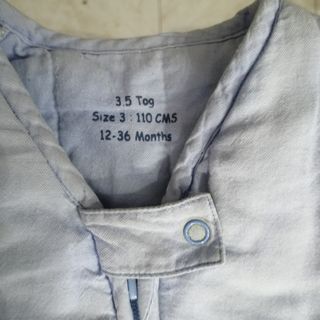 3.5 Tog
Size 3 : 110 CMS
12-36 Months